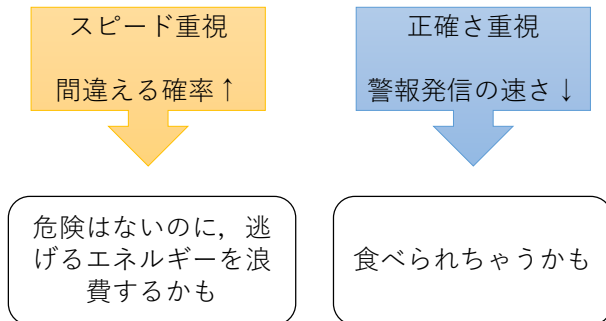 スピード重視
間違える確率↑
正確さ重視
警報発信の速さ↓
危険はないのに，逃
げるエネルギーを浪
費するかも
食べられちゃうかも